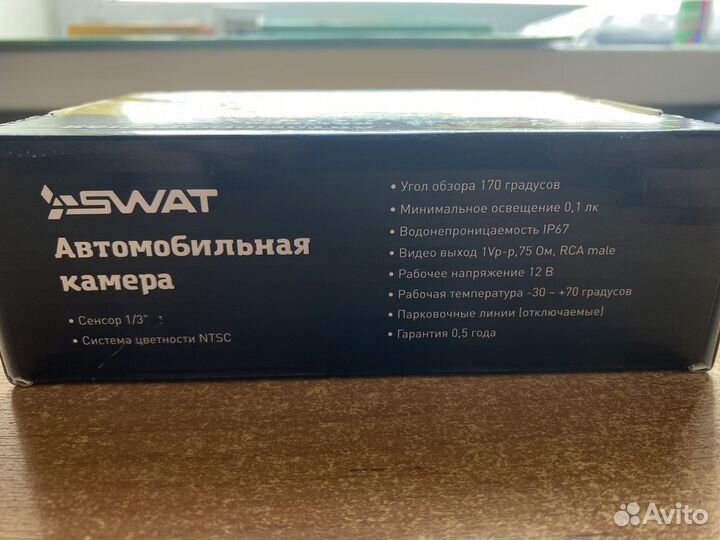 SWAT
Автомобильная
камера
• Сенсор 1/3"
• Система цветности NTSC
• Угол обзора 170 градусов
• Минимальное освещение 0,1 лк
• Водонепроницаемость IP67
• Видео выход 1Vp-p,75 Ом, RCA male
• Рабочее напряжение 12 В
• Рабочая температура -30 – +70 градусов
• Парковочные линии (отключаемые)
• Гарантия 0,5 года
Avito